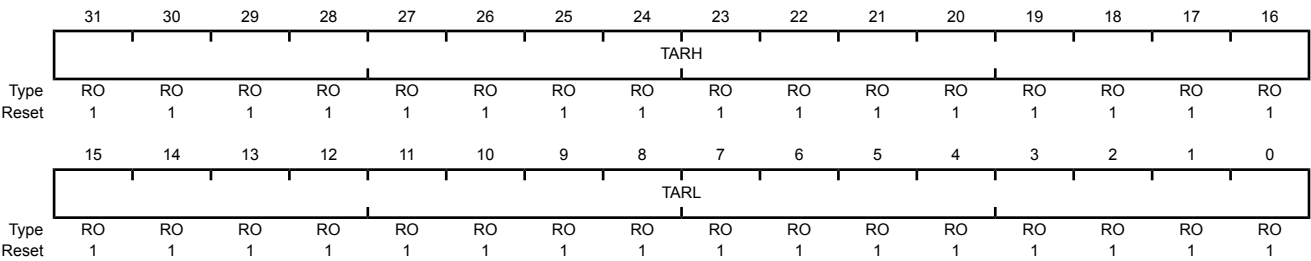 31 30 29 28 27 26 25 24 23 22 21 20 19 18 17 16
TARH
Type RO RO RO RO RO RO RO RO RO RO RO RO RO RO RO RO
Reset 1 1 1 1 1 1 1 1 1 1 1 1 1 1 1 1
15 14 13 12 11 10 9 8 7 6 5 4 3 2 1 0
TARL
Type RO RO RO RO RO RO RO RO RO RO RO RO RO RO RO RO
Reset 1 1 1 1 1 1 1 1 1 1 1 1 1 1 1 1